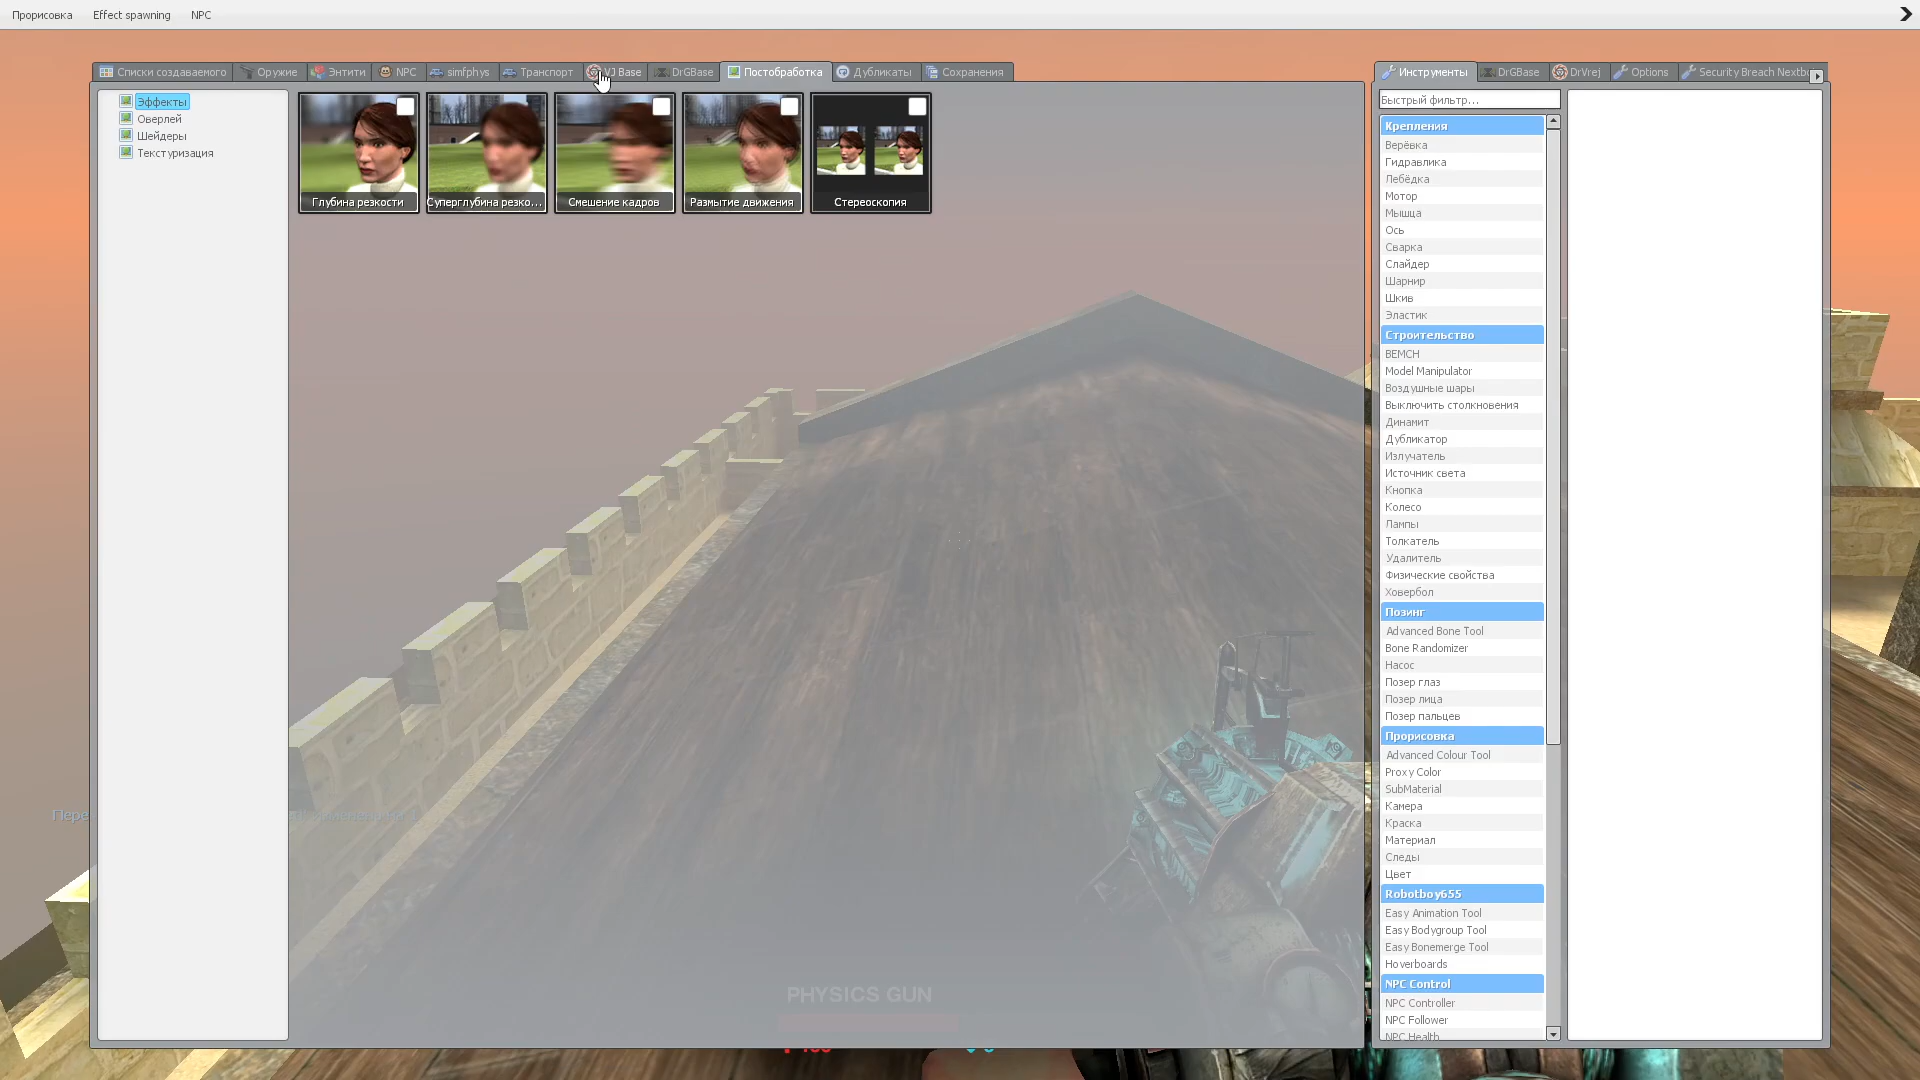 Прорисовка Effect spawning NPC
Списки создаваемого Оружие Энтити NPC simfphys Транспорт VJ Base DrGBase Постобработка Дубликаты Сохранения
Эффекты
Оверлей
Шейдеры
Текстуризация
Глубина резкости Суперглубина резко... Смешение кадров Размытие движения Стереоскопия
PHYSICS GUN
Инструменты DrGBase DrVrej Options Security Breach
Быстрый фильтр...
Крепления
Верёвка
Гидравлика
Лебёдка
Мотор
Мышца
Ось
Сварка
Слайдер
Шарнир
Шкив
Эластик
Строительство
BEMCH
Model Manipulator
Воздушные шары
Выключить столкновения
Динамит
Дубликатор
Излучатель
Источник света
Кнопка
Колесо
Лампы
Толкатель
Удалитель
Физические свойства
Ховербол
Позинг
Advanced Bone Tool
Bone Randomizer
Насос
Позер глаз
Позер лица
Позер пальцев
Прорисовка
Advanced Colour Tool
Proxy Color
SubMaterial
Камера
Краска
Материал
Следы
Цвет
Robotboy655
Easy Animation Tool
Easy Bodygroup Tool
Easy Bonemerge Tool
Hoverboards
NPC Control
NPC Controller
NPC Follower
NPC Health